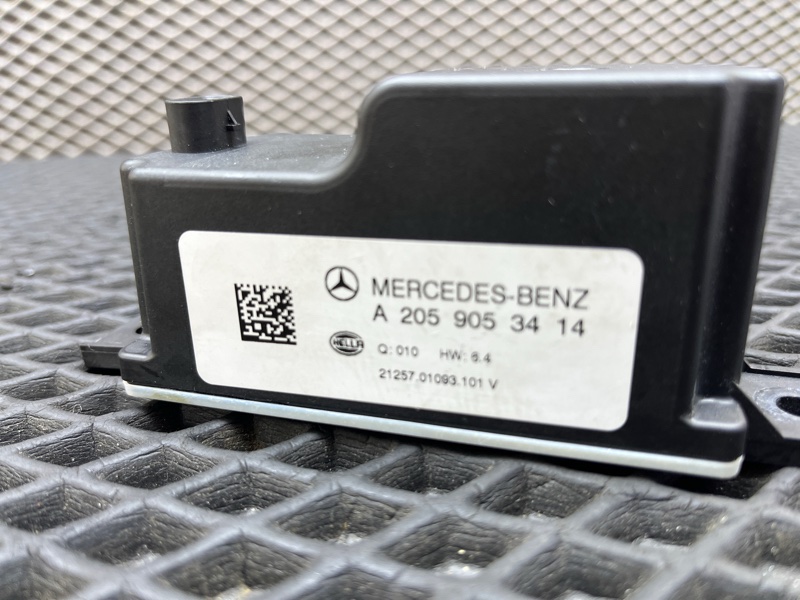 MERCEDES-BENZ
A 205 905 34 14
HELLA
Q: 010 HW: 6.4
21257.01093.101 V
A